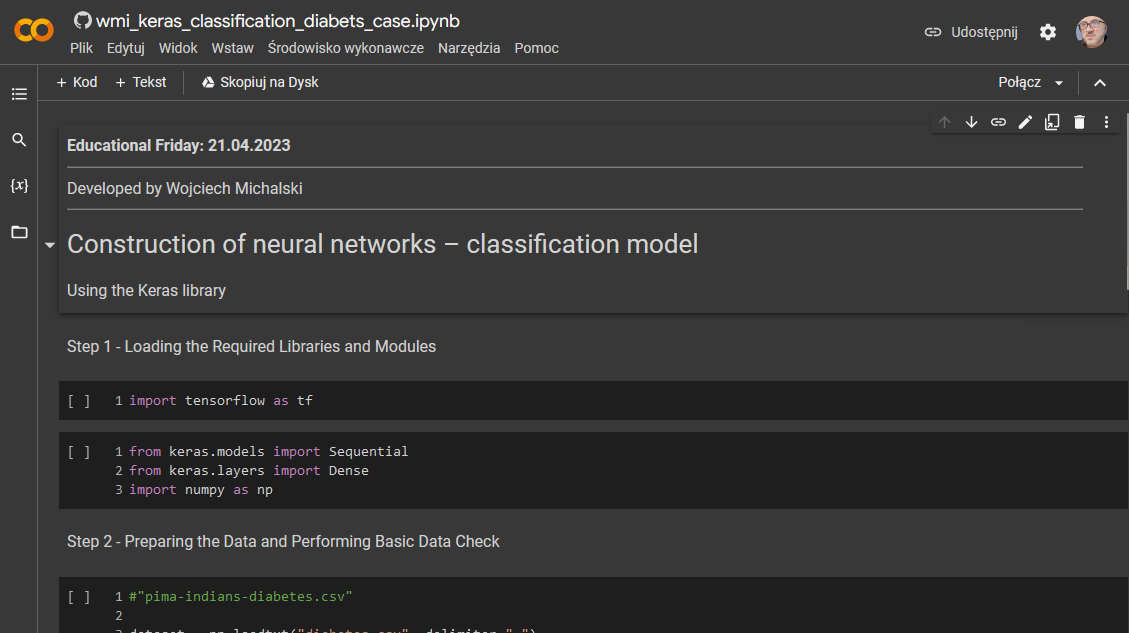 wmi_keras_classification_diabets_case.ipynb
Plik Edytuj Widok Wstaw Środowisko wykonawcze Narzędzia Pomoc
Udostępnij
+ Kod + Tekst Skopiuj na Dysk
Połącz
{x}
Educational Friday: 21.04.2023
Developed by Wojciech Michalski
Construction of neural networks – classification model
Using the Keras library
Step 1 - Loading the Required Libraries and Modules
[ ] 1 import tensorflow as tf
[ ] 1 from keras.models import Sequential
2 from keras.layers import Dense
3 import numpy as np
Step 2 - Preparing the Data and Performing Basic Data Check
[ ] 1 #"pima-indians-diabetes.csv"
2